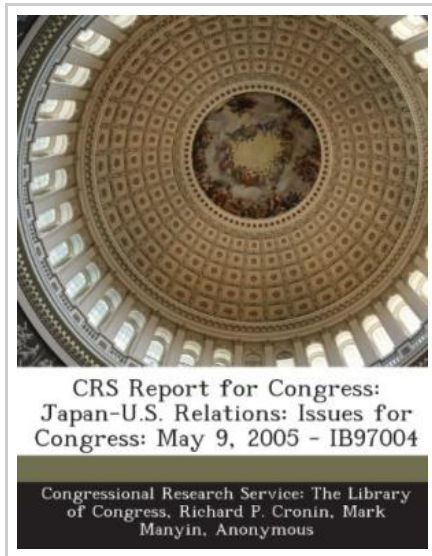 CRS Report for Congress:
Japan-U.S. Relations: Issues for
Congress: May 9, 2005 - IB97004
Congressional Research Service: The Library
of Congress, Richard P. Cronin, Mark
Manyin, Anonymous